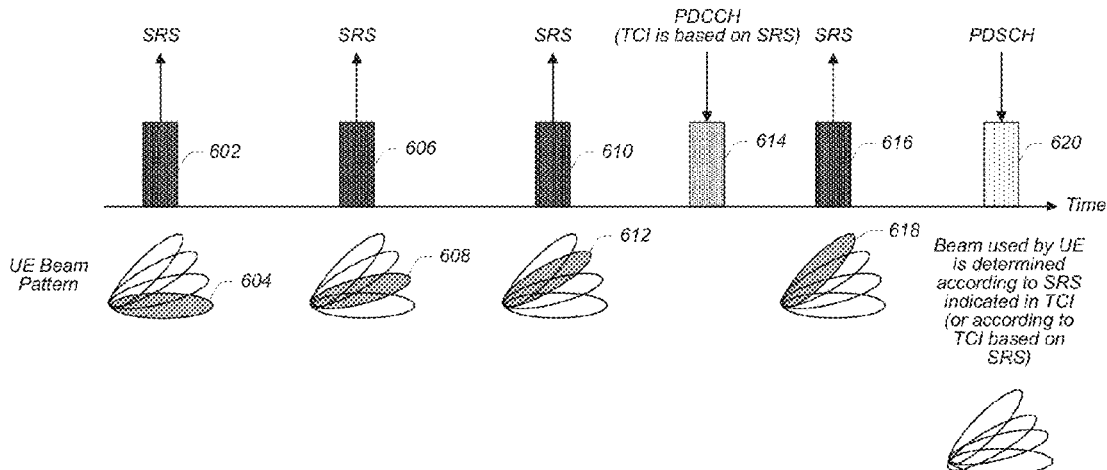 SRS
SRS
SRS
PDCCH
(TCI is based on SRS)
SRS
PDSCH
602
606
610
614
616
620
Time
UE Beam
Pattern
604
608
612
618
Beam used by UE
is determined
according to SRS
indicated in TCI
(or according to
TCI based on
SRS)